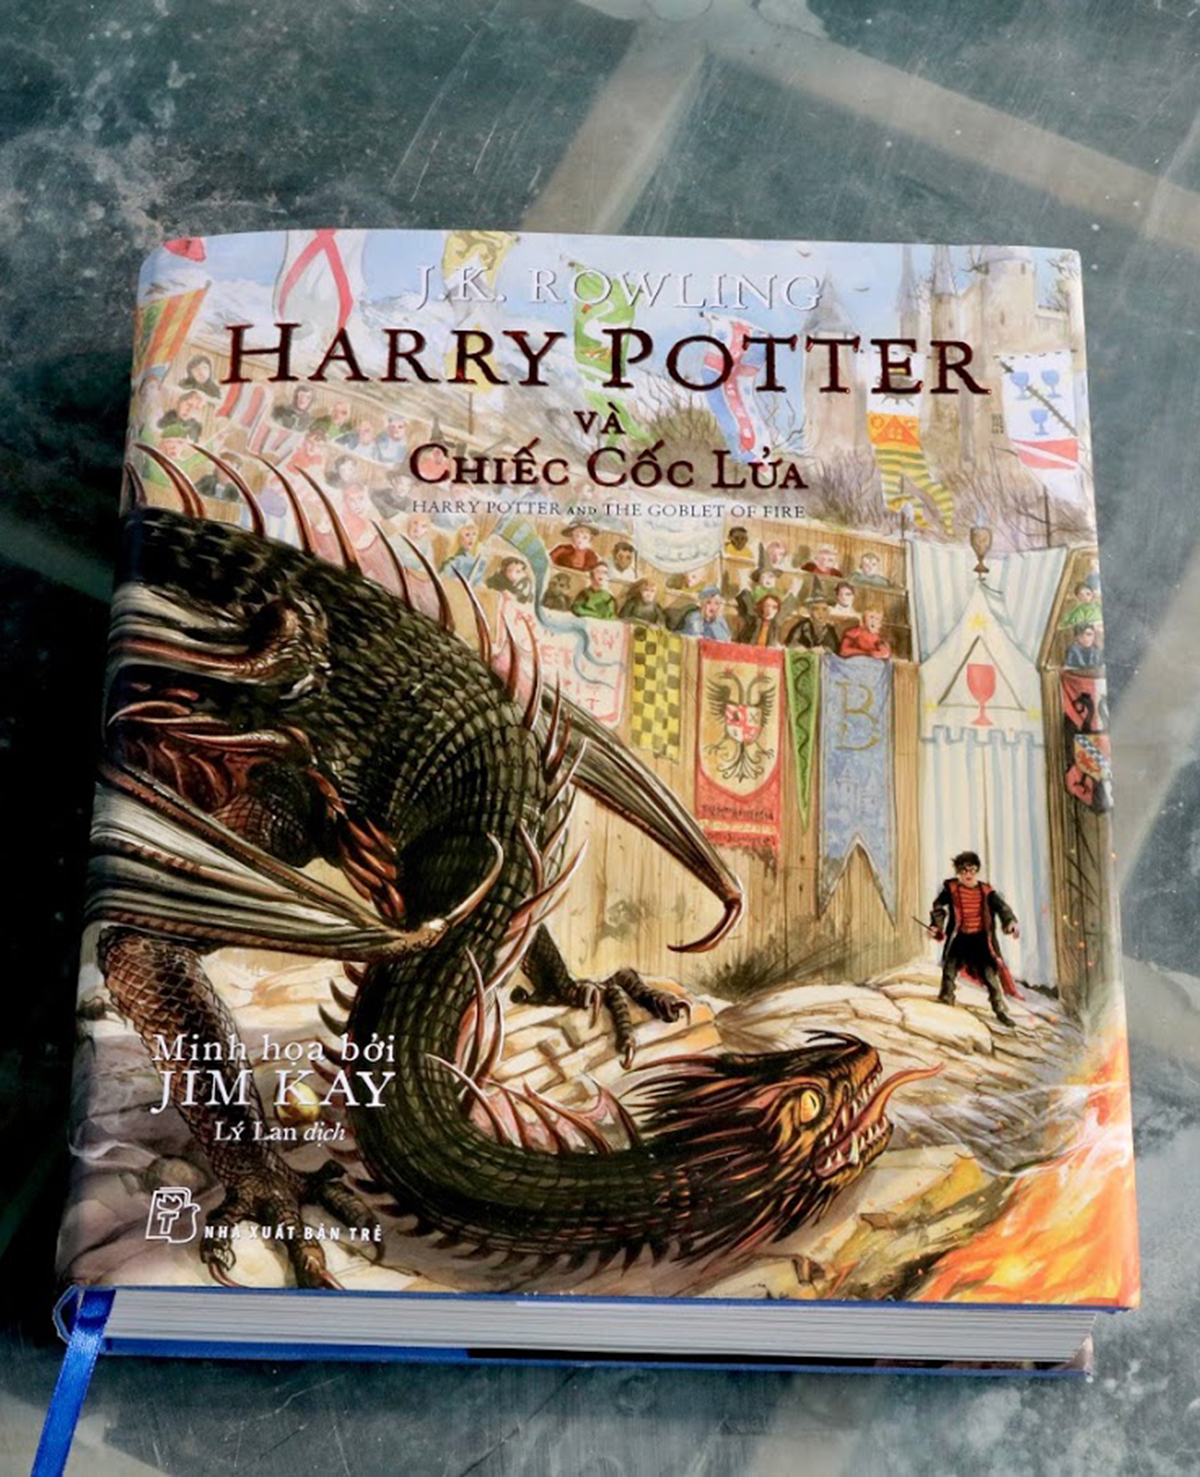 J.K. ROWLING
HARRY POTTER
VÀ
CHIẾC CỐC LỬA
HARRY POTTER AND THE GOBLET OF FIRE
B
Minh họa bởi
JIM KAY
Lý Lan dịch
NHÀ XUẤT BẢN TRẺ